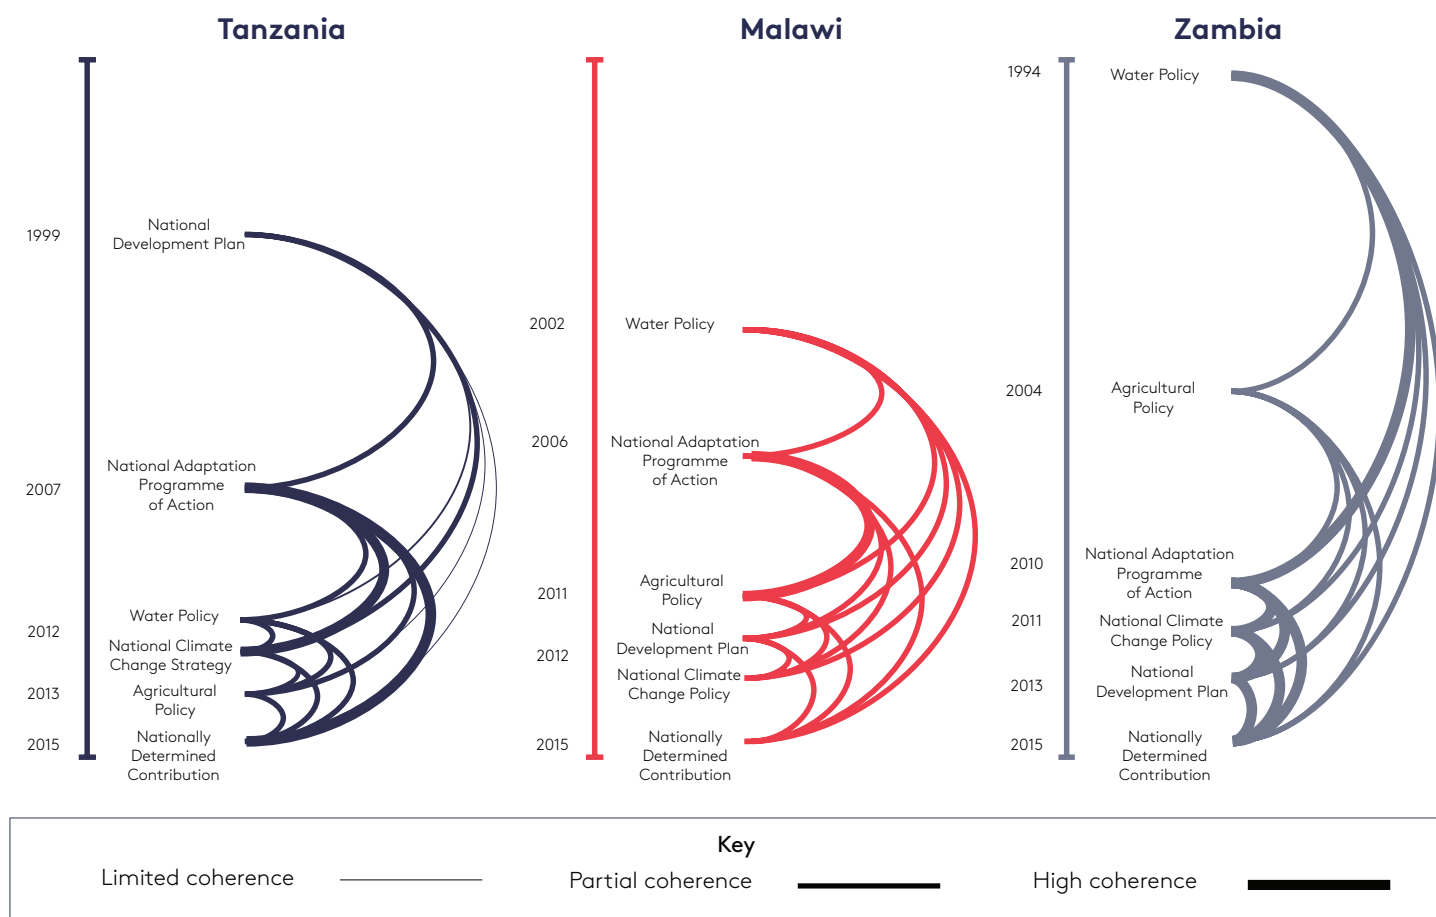 Tanzania
1999
National
Development Plan
2007
National Adaptation
Programme
of Action
Water Policy
2012
National Climate
Change Strategy
2013
Agricultural
Policy
2015
Nationally
Determined
Contribution
Malawi
2002
Water Policy
2006
National Adaptation
Programme
of Action
2011
Agricultural
Policy
National
Development Plan
2012
National Climate
Change Policy
2015
Nationally
Determined
Contribution
Zambia
1994
Water Policy
2004
Agricultural
Policy
2010
National Adaptation
Programme
of Action
2011
National Climate
Change Policy
2013
National
Development Plan
2015
Nationally
Determined
Contribution
Key
Limited coherence
Partial coherence
High coherence